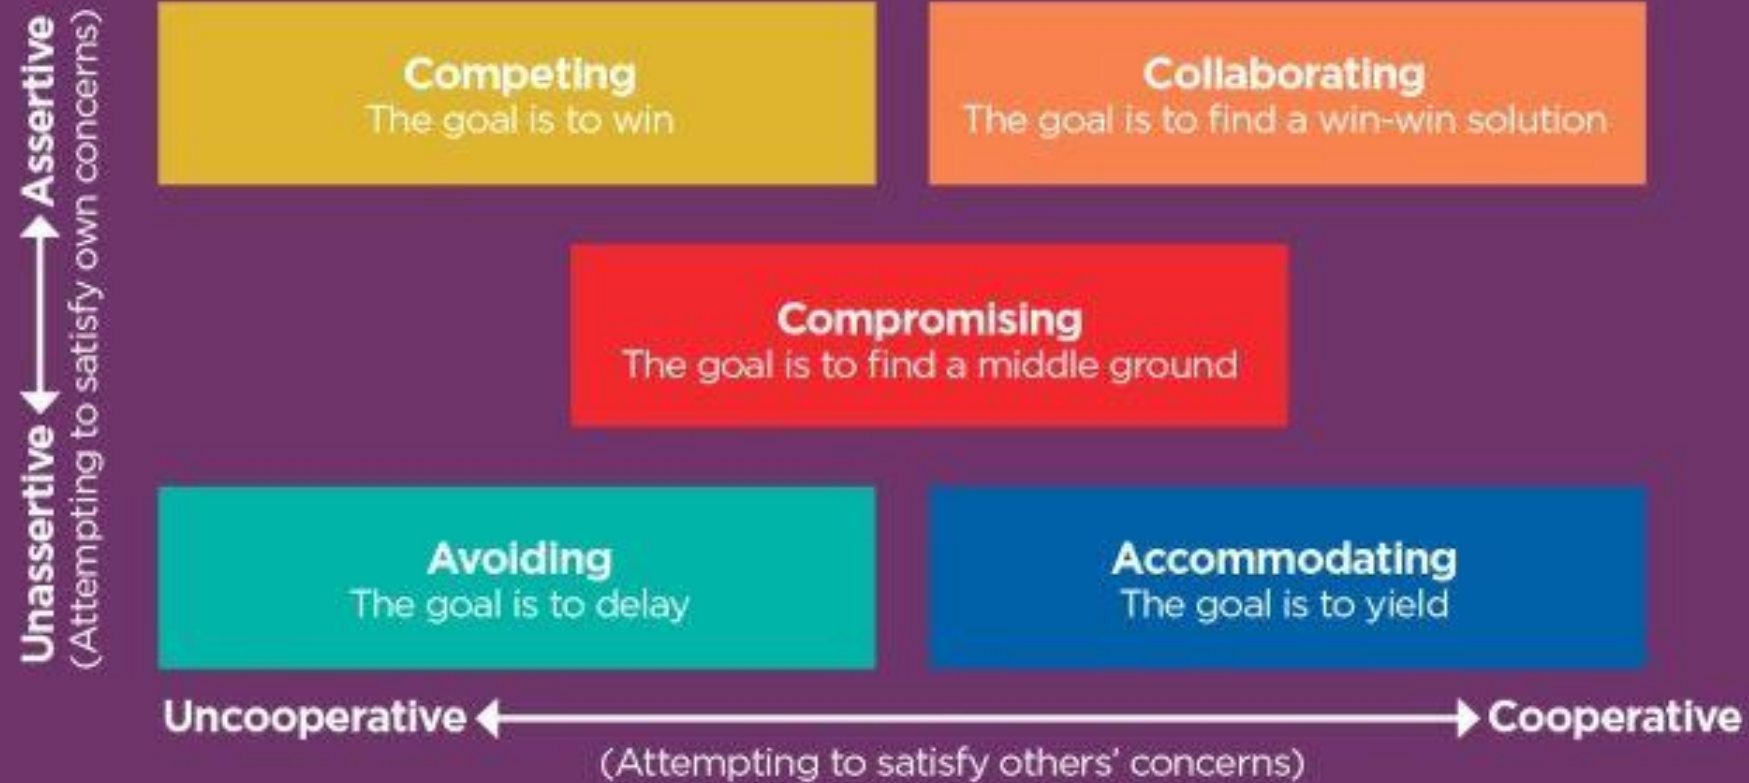 Competing
The goal is to win
Collaborating
The goal is to find a win-win solution
Compromising
The goal is to find a middle ground
Avoiding
The goal is to delay
Accommodating
The goal is to yield
Unassertive Assertive
(Attempting to satisfy own concerns)
Uncooperative Cooperative
(Attempting to satisfy others' concerns)